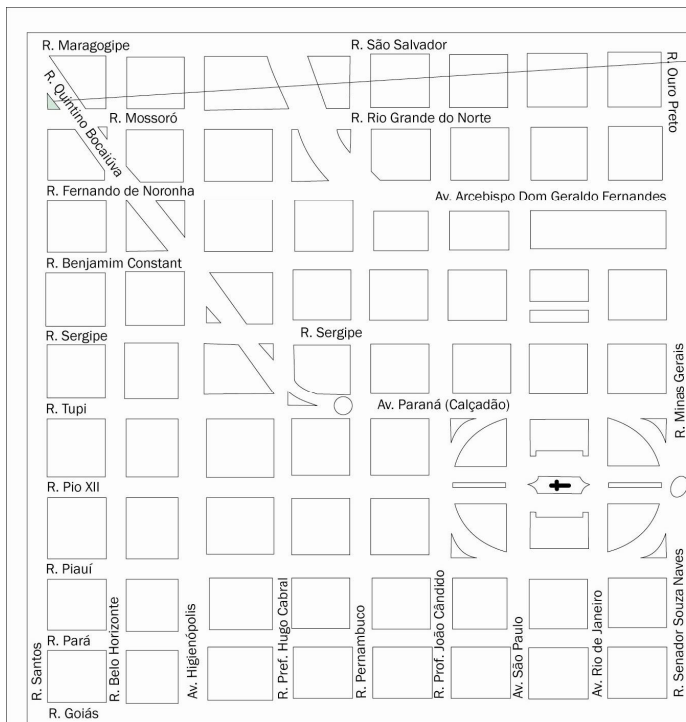 R. Maragogipe
R. São Salvador
R. Ouro Preto
R. Quintino Bocaiúva
R. Mossoró
R. Rio Grande do Norte
R. Fernando de Noronha
Av. Arcebispo Dom Geraldo Fernandes
R. Benjamim Constant
R. Sergipe
R. Sergipe
R. Minas Gerais
Av. Paraná (Calçadão)
R. Tupi
R. Pio XII
R. Piauí
R. Pará
R. Santos
R. Belo Horizonte
Av. Higienópolis
R. Pref. Hugo Cabral
R. Pernambuco
R. Prof. João Cândido
Av. São Paulo
Av. Rio de Janeiro
R. Senador Souza Naves
R. Goiás